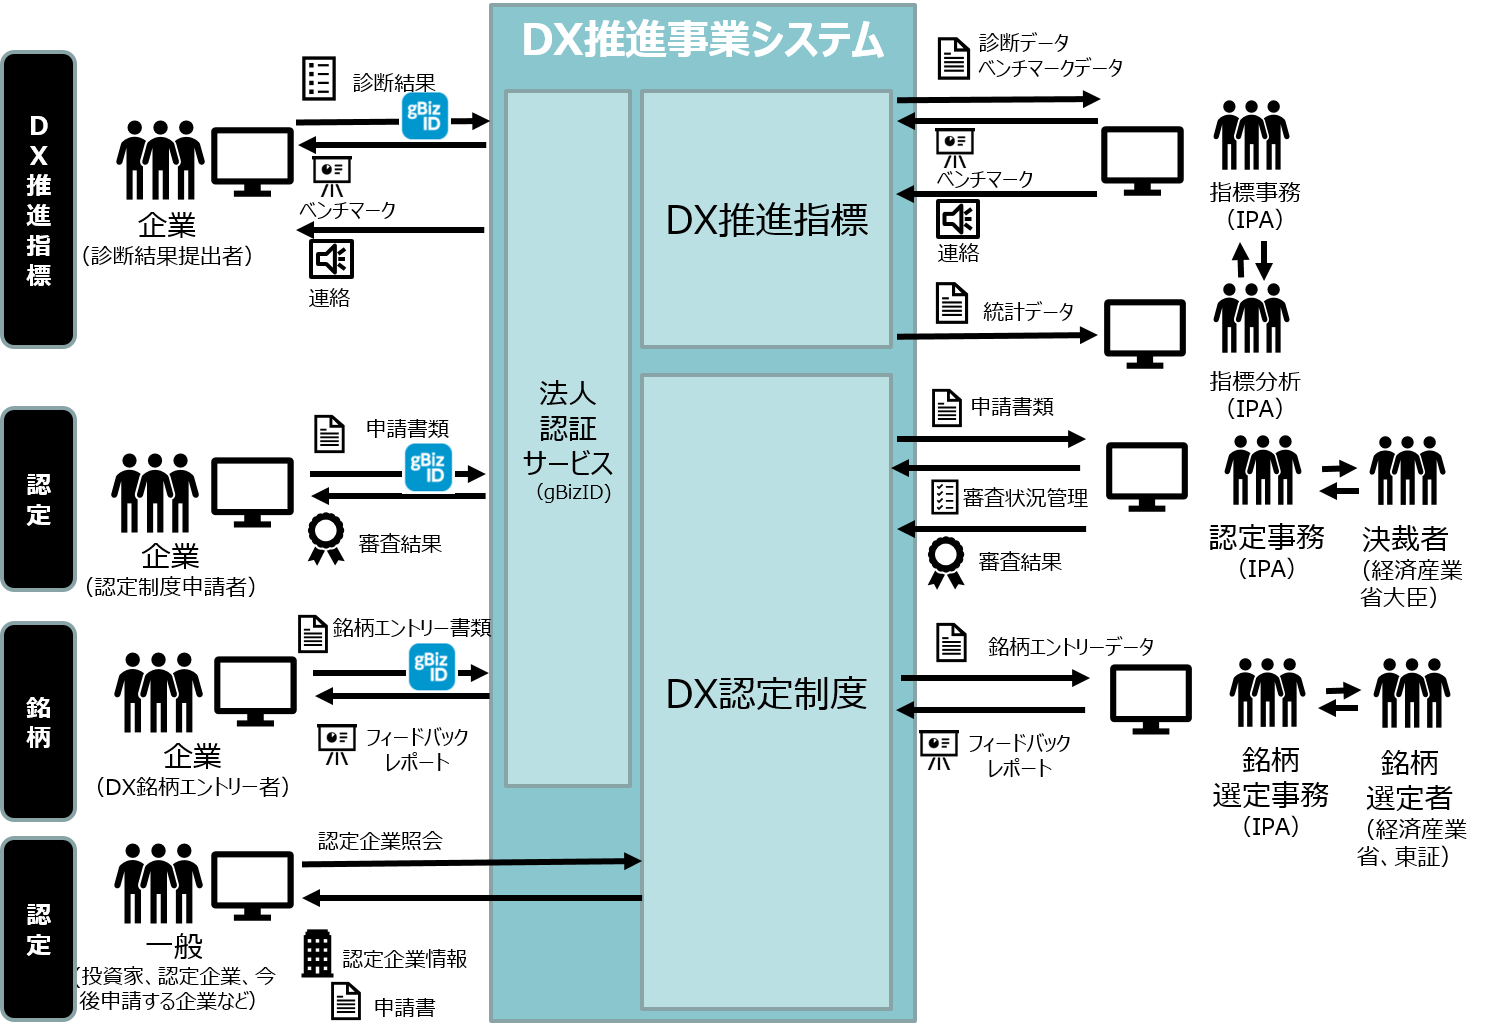 DX推進事業システム
DX推進指標
診断結果
gBiz
ID
企業
（診断結果提出者）
ベンチマーク
連絡
認定
申請書類
gBiz
ID
企業
（認定制度申請者）
審査結果
銘柄
銘柄エントリー書類
gBiz
ID
企業
（DX銘柄エントリー者）
フィードバック
レポート
認定
認定企業照会
一般
（投資家、認定企業、今
後申請する企業など）
認定企業情報
申請書
法人
認証
サービス
（gBizID）
DX推進指標
DX認定制度
診断データ
ベンチマークデータ
ベンチマーク
連絡
指標事務
（IPA）
統計データ
指標分析
（IPA）
申請書類
審査状況管理
審査結果
認定事務
（IPA）
決裁者
（経済産業
省大臣）
銘柄エントリーデータ
フィードバック
レポート
銘柄
選定事務
（IPA）
銘柄
選定者
（経済産業
省、東証）